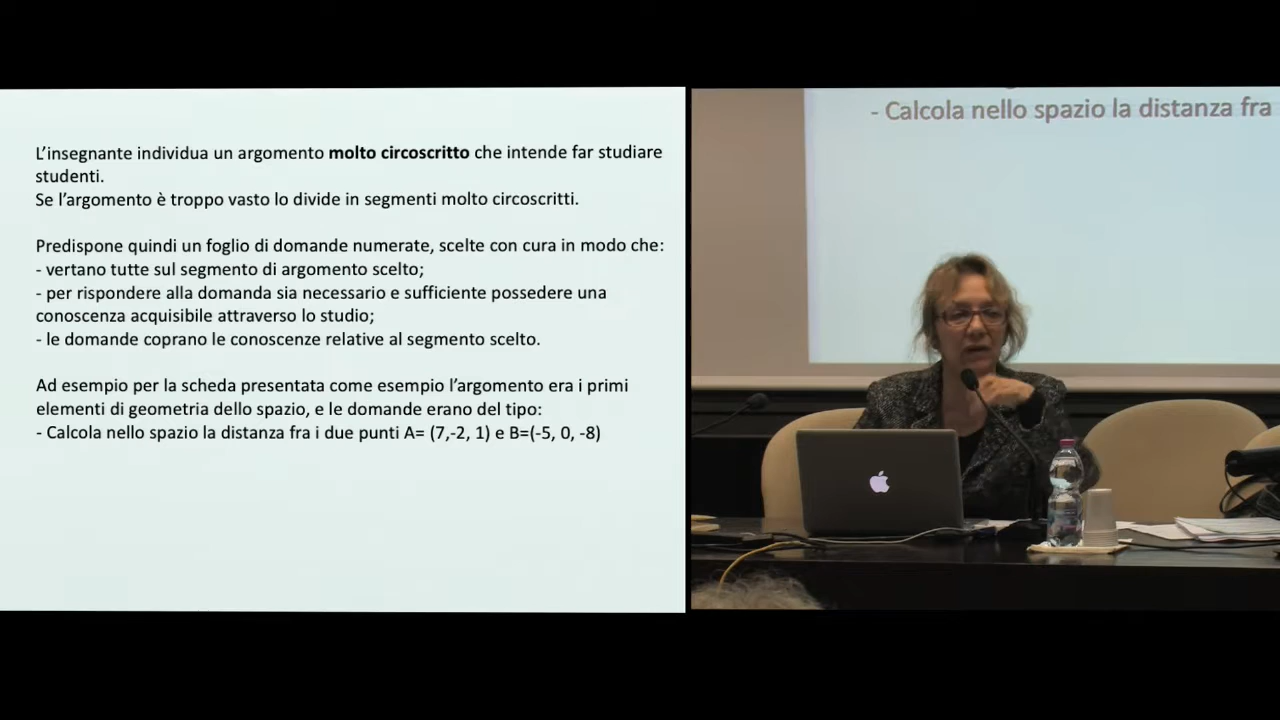 L'insegnante individua un argomento molto circoscritto che intende far studiare
studenti.
Se l'argomento è troppo vasto lo divide in segmenti molto circoscritti.
Predispone quindi un foglio di domande numerate, scelte con cura in modo che:
- vertano tutte sul segmento di argomento scelto;
- per rispondere alla domanda sia necessario e sufficiente possedere una
conoscenza acquisibile attraverso lo studio;
- le domande coprano le conoscenze relative al segmento scelto.
Ad esempio per la scheda presentata come esempio l'argomento era i primi
elementi di geometria dello spazio, e le domande erano del tipo:
- Calcola nello spazio la distanza fra i due punti A= (7,-2, 1) e B=(-5, 0, -8)
- Calcola nello spazio la distanza fra